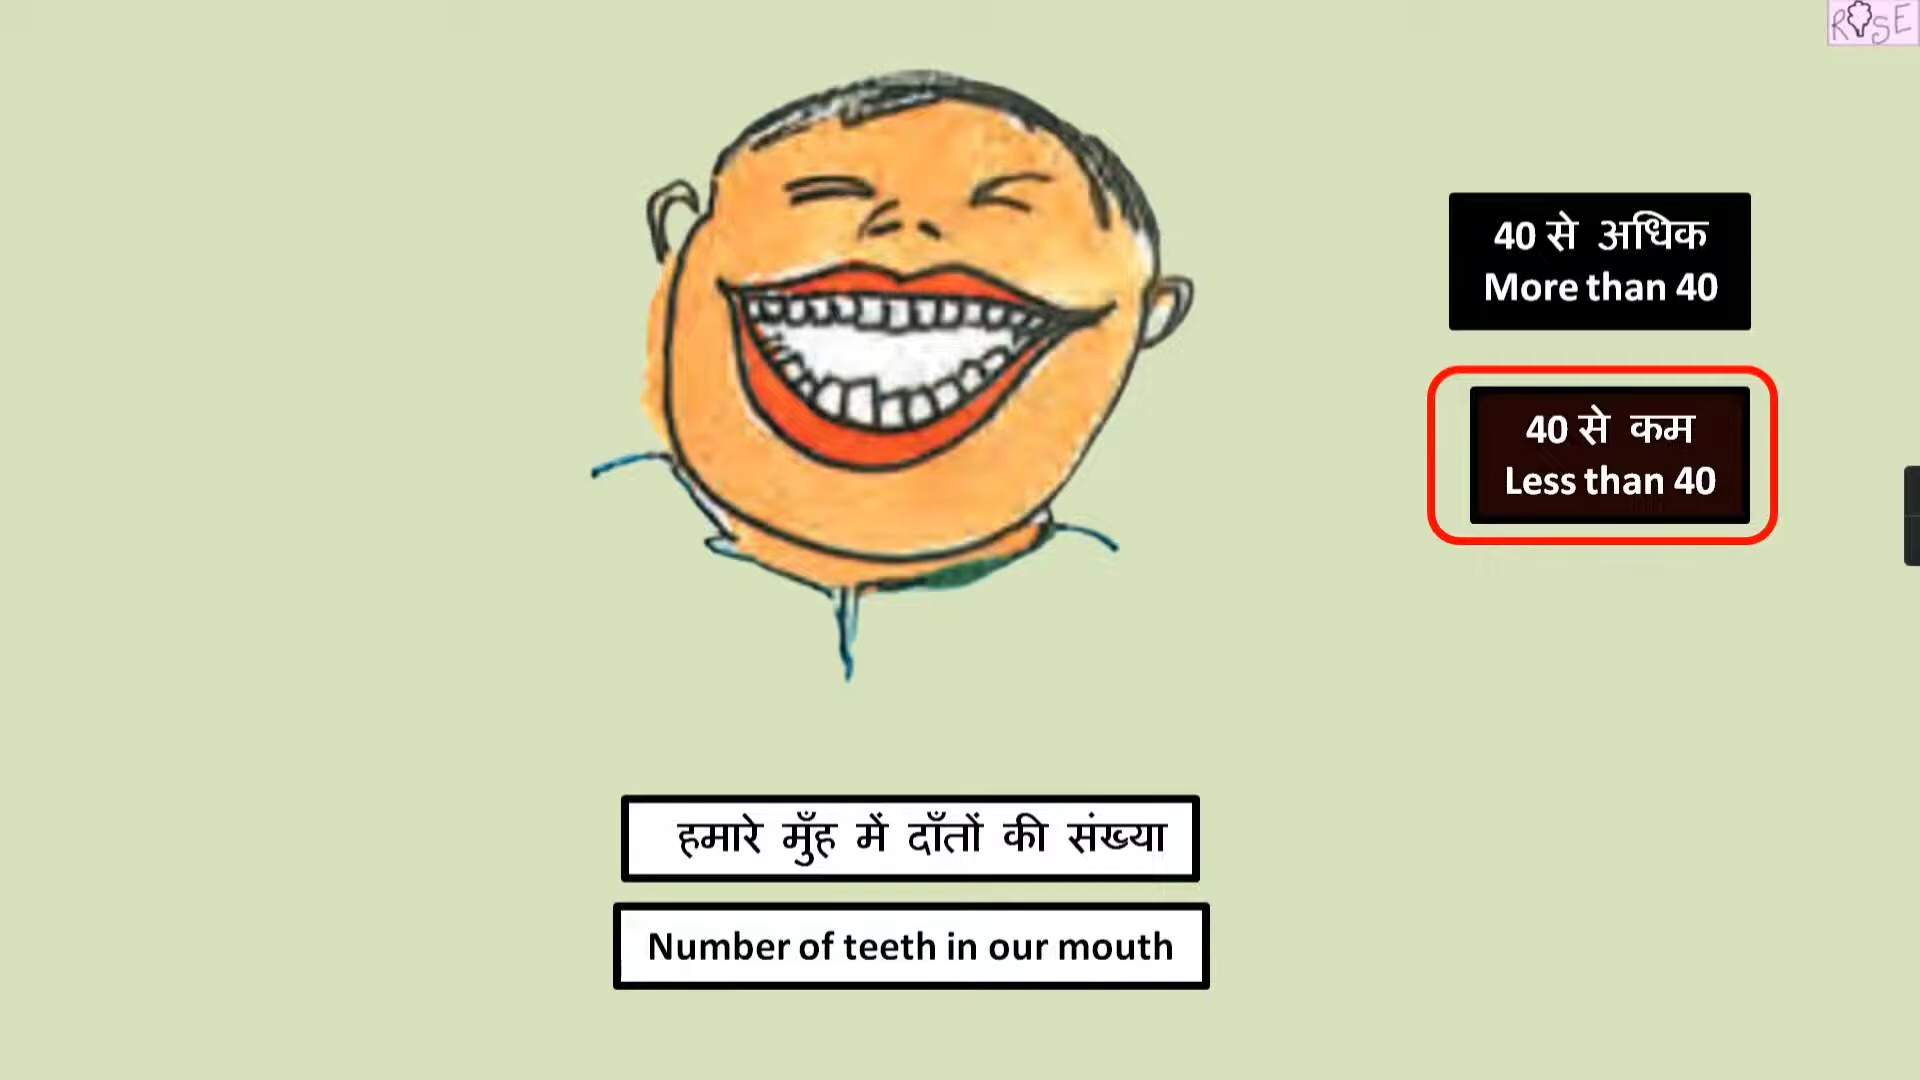 RISE
40 से अधिक
More than 40
40 से कम
Less than 40
हमारे मुँह में दाँतों की संख्या
Number of teeth in our mouth